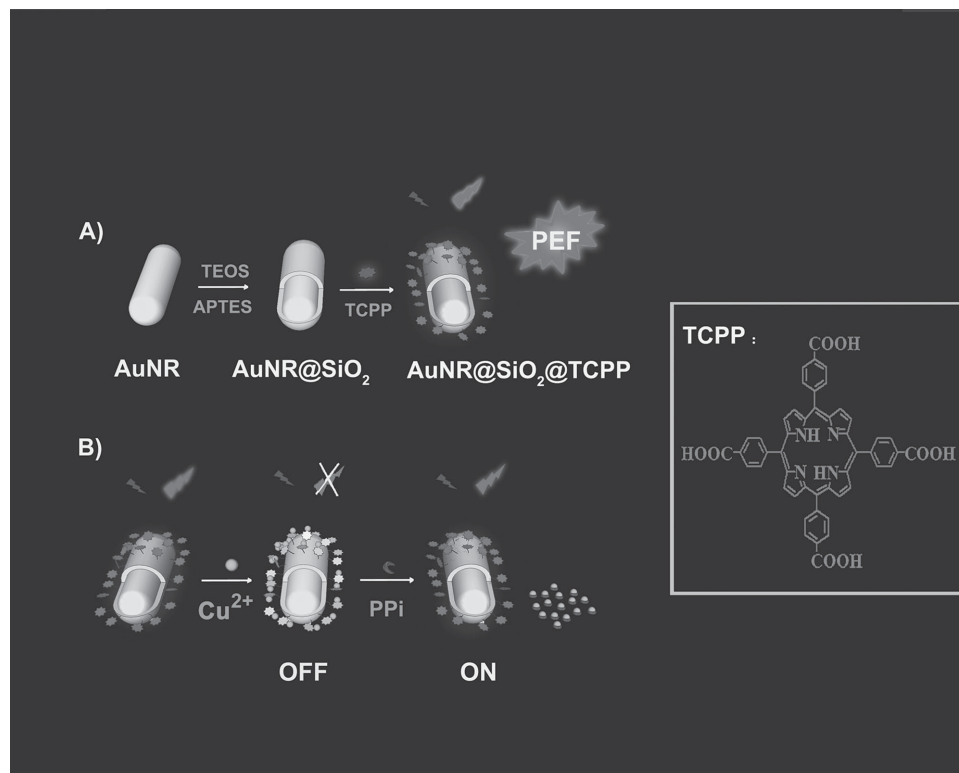 A)
PEF
TEOS
APTES
TCPP
AuNR
AuNR@SiO₂
AuNR@SiO₂@TCPP
B)
Cu²⁺
PPi
OFF
ON
TCPP :
COOH
NH N
HOOC
COOH
N HN
COOH